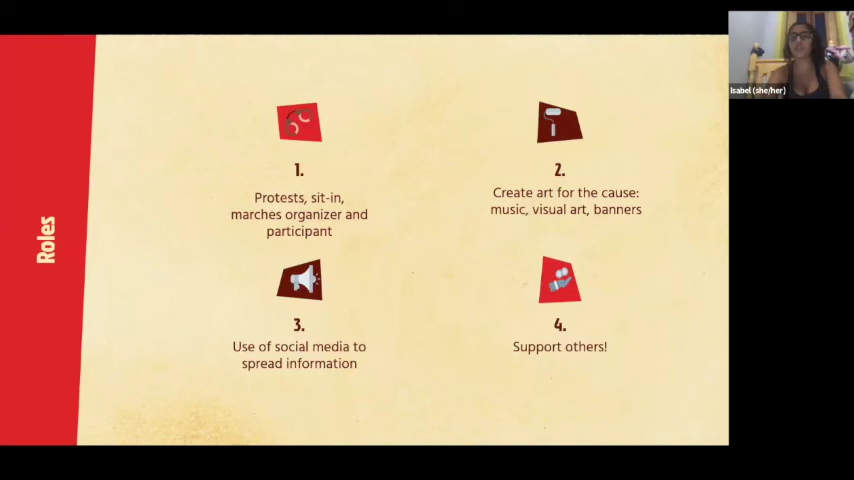 Roles
1.
Protests, sit-in,
marches organizer and
participant
2.
Create art for the cause:
music, visual art, banners
3.
Use of social media to
spread information
4.
Support others!
Isabel (she/her)